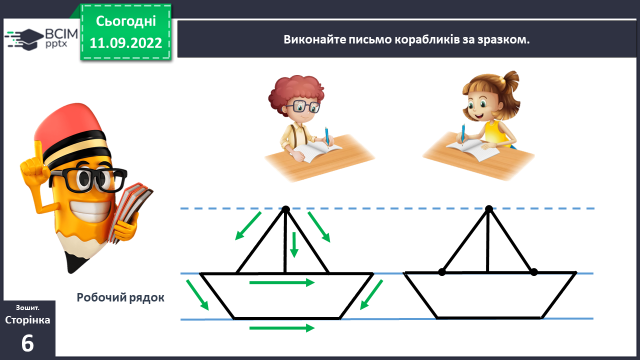 ВСІМ
pptx
Сьогодні
11.09.2022
Виконайте письмо корабликів за зразком.
Робочий рядок
Зошит.
Сторінка
6